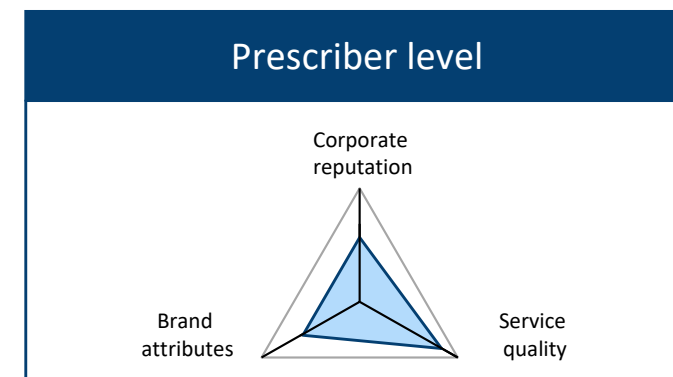 Prescriber level
Corporate
reputation
Brand
attributes
Service
quality